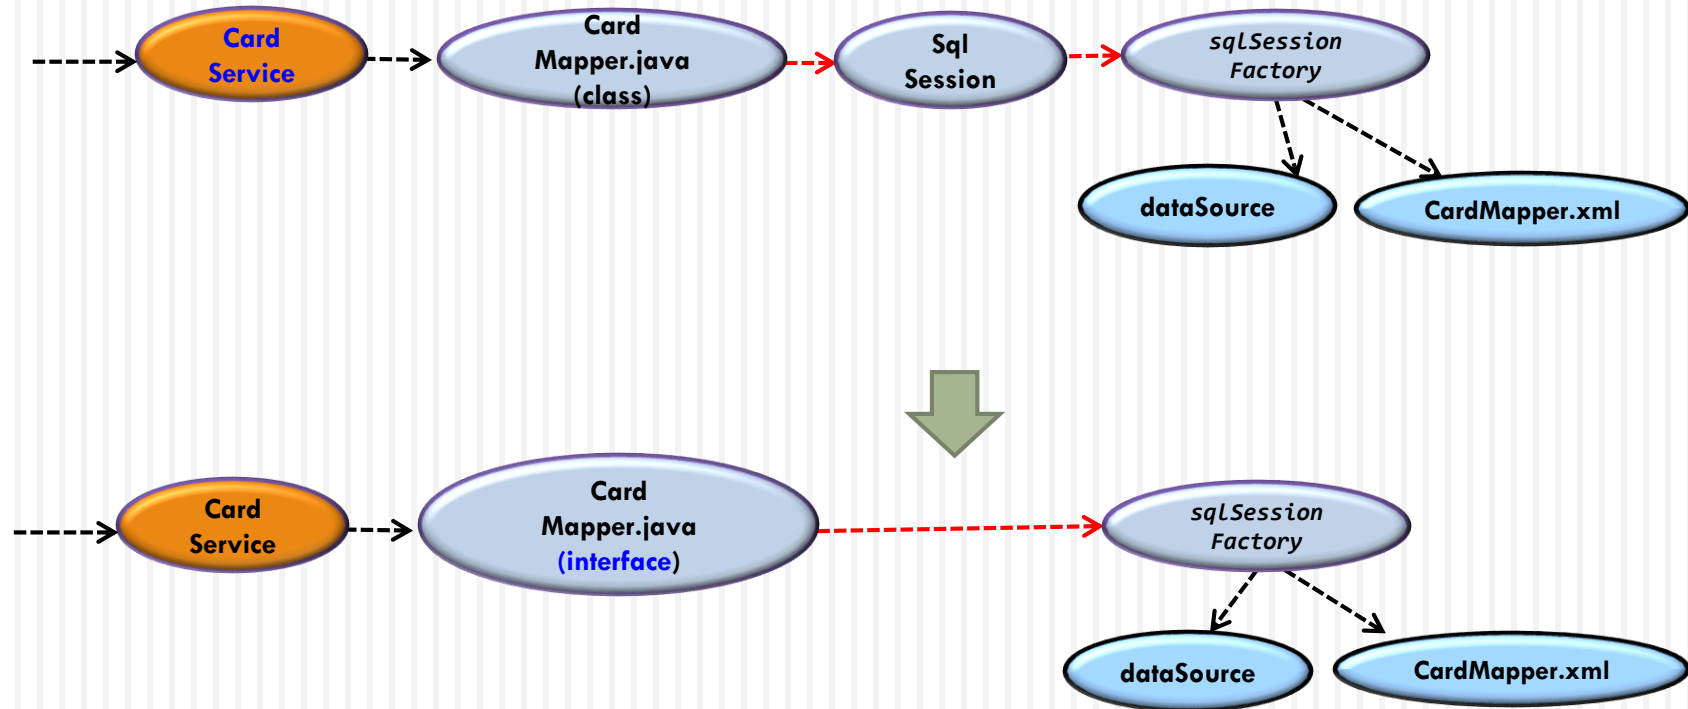 Card
Service
Card
Mapper.java
(class)
Sql
Session
sqlSession
Factory
dataSource
CardMapper.xml
Card
Service
Card
Mapper.java
(interface)
sqlSession
Factory
dataSource
CardMapper.xml